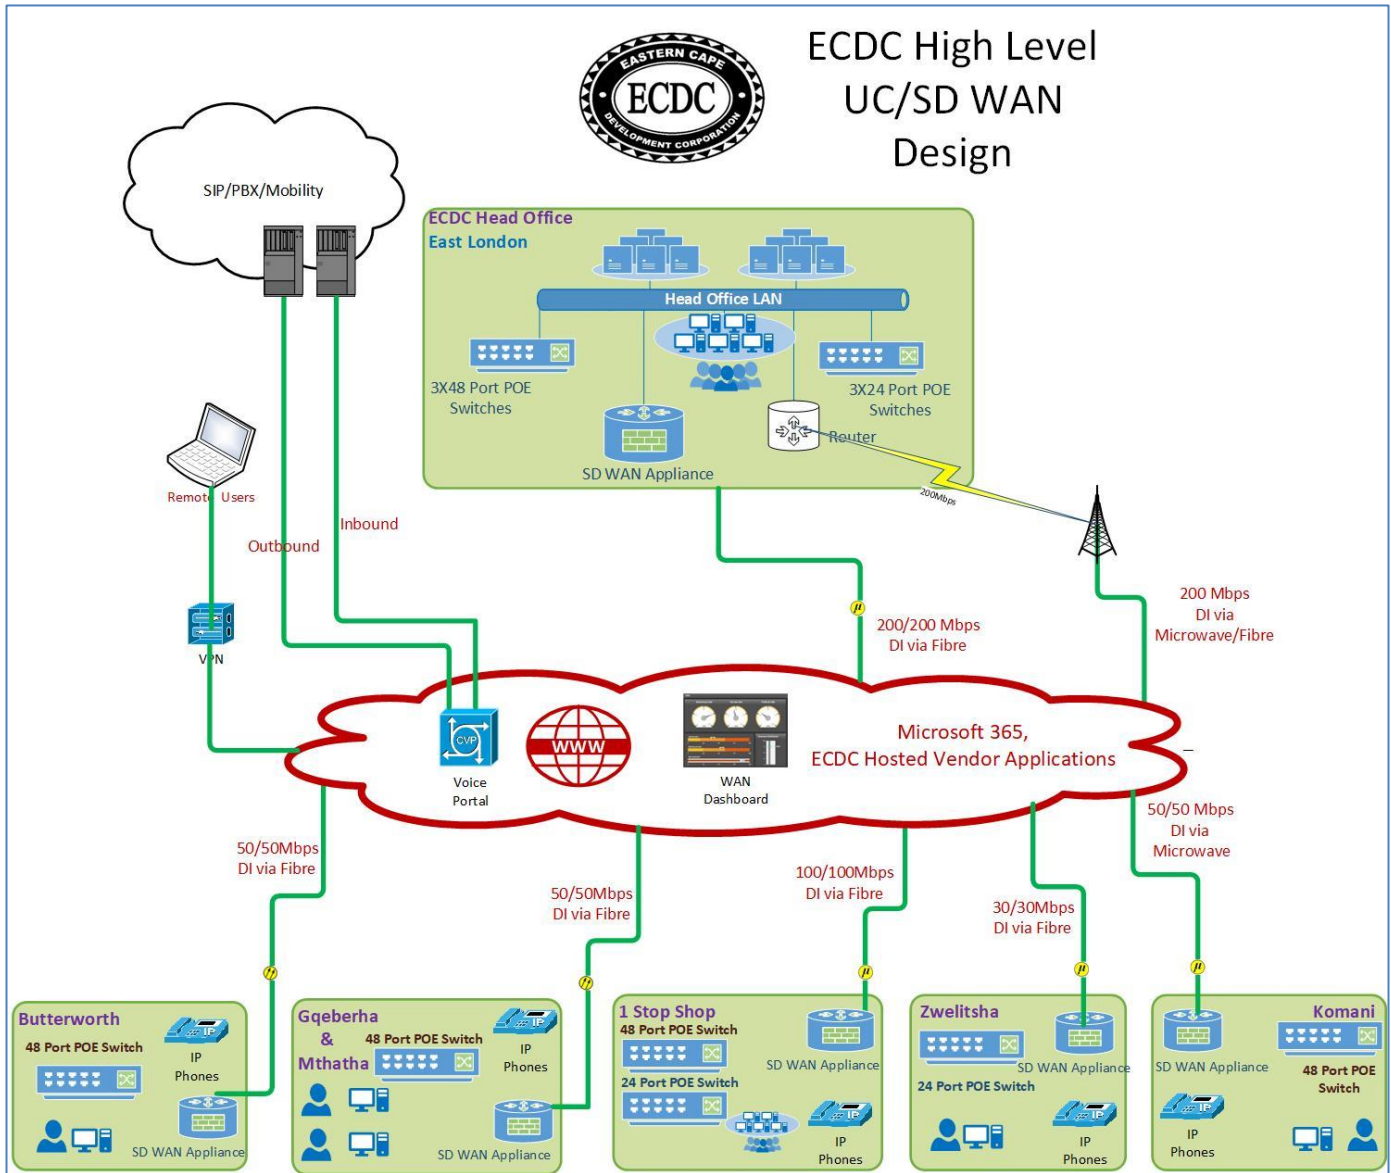 EASTERN CAPE
ECDC
DEVELOPMENT CORPORATION
ECDC High Level
UC/SD WAN
Design
SIP/PBX/Mobility
ECDC Head Office
East London
Head Office LAN
3X48 Port POE
Switches
3X24 Port POE
Switches
Router
SD WAN Appliance
200Mbps
Remote Users
Inbound
Outbound
VPN
200/200 Mbps
DI via Fibre
200 Mbps
DI via
Microwave/Fibre
CVP
Voice
Portal
WWW
WAN
Dashboard
Microsoft 365,
ECDC Hosted Vendor Applications
50/50Mbps
DI via Fibre
50/50Mbps
DI via Fibre
100/100Mbps
DI via Fibre
30/30Mbps
DI via Fibre
50/50 Mbps
DI via
Microwave
μ
μ
μ
μ
Butterworth
48 Port POE Switch
IP
IP
Phones
SD WAN Appliance
Gqeberha
&
Mthatha
48 Port POE Switch
IP
IP
Phones
SD WAN Appliance
1 Stop Shop
48 Port POE Switch
24 Port POE Switch
SD WAN Appliance
IP
IP
Phones
Zwelitsha
24 Port POE Switch
SD WAN Appliance
IP
IP
Phones
Komani
48 Port POE
Switch
SD WAN Appliance
IP
IP
Phones